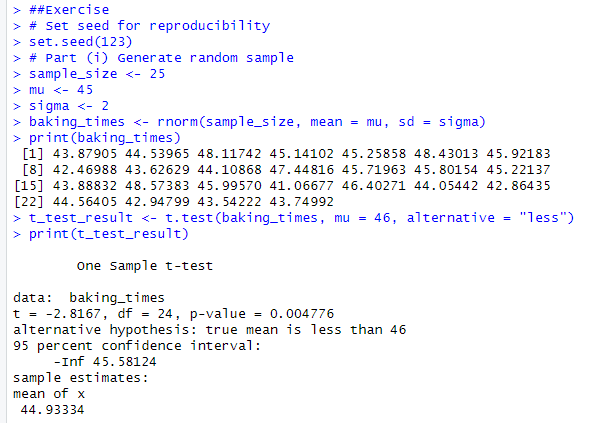 > ##Exercise
> # Set seed for reproducibility
> set.seed(123)
> # Part (i) Generate random sample
> sample_size <- 25
> mu <- 45
> sigma <- 2
> baking_times <- rnorm(sample_size, mean = mu, sd = sigma)
> print(baking_times)
[1] 43.87905 44.53965 48.11742 45.14102 45.25858 48.43013 45.92183
[8] 42.46988 43.62629 44.10868 47.44816 45.71963 45.80154 45.22137
[15] 43.88832 48.57383 45.99570 41.06677 46.40271 44.05442 42.86435
[22] 44.56405 42.94799 43.54222 43.74992
> t_test_result <- t.test(baking_times, mu = 46, alternative = "less")
> print(t_test_result)
One Sample t-test
data:  baking_times
t = -2.8167, df = 24, p-value = 0.004776
alternative hypothesis: true mean is less than 46
95 percent confidence interval:
-Inf 45.58124
sample estimates:
mean of x
44.93334